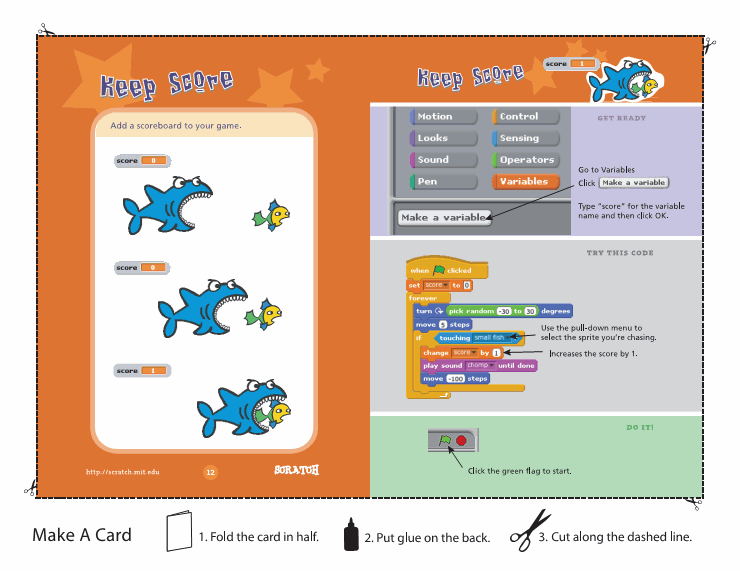 Keep Score
Add a scoreboard to your game.
score 0
score 0
score 1
http://scratch.mit.edu
12
SCRATCH
Keep Score
score 1
GET READY
Motion Control
Looks Sensing
Sound Operators
Pen Variables
Make a variable
Go to Variables
Click Make a variable
Type “score” for the variable
name and then click OK.
TRY THIS CODE
when clicked
set score to 0
forever
turn pick random -30 to 30 degrees
move 5 steps
if touching small fish
change score by 1
play sound chomp until done
move -100 steps
Use the pull-down menu to
select the sprite you’re chasing.
Increases the score by 1.
DO IT!
Click the green flag to start.
Make A Card
1. Fold the card in half.
2. Put glue on the back.
3. Cut along the dashed line.